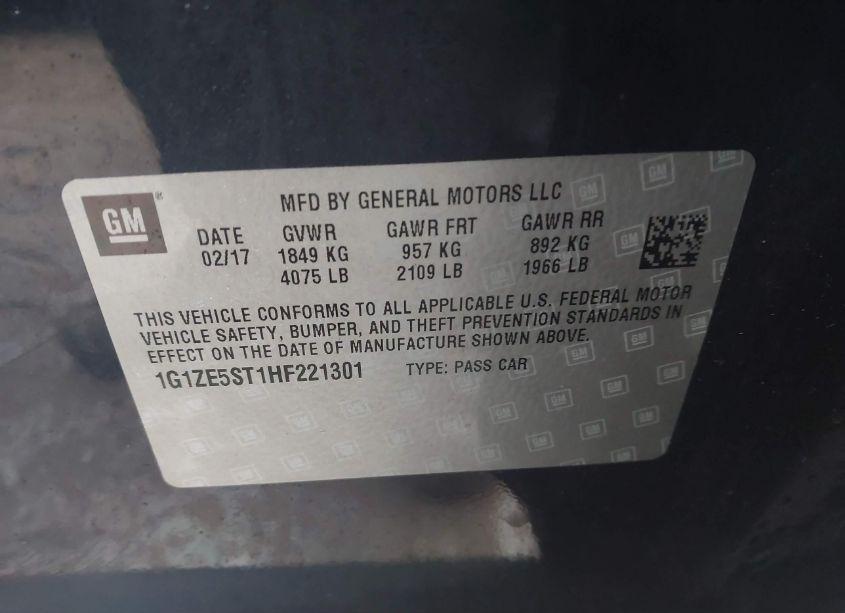 GM
MFD BY GENERAL MOTORS LLC
DATE GVWR GAWR FRT GAWR RR
02/17 1849 KG 957 KG 892 KG
4075 LB 2109 LB 1966 LB
THIS VEHICLE CONFORMS TO ALL APPLICABLE U.S. FEDERAL MOTOR
VEHICLE SAFETY, BUMPER, AND THEFT PREVENTION STANDARDS IN
EFFECT ON THE DATE OF MANUFACTURE SHOWN ABOVE.
1G1ZE5ST1HF221301 TYPE: PASS CAR